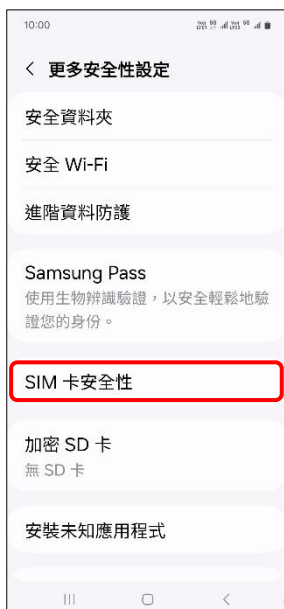 10:00
更多安全性設定
安全資料夾
安全 Wi-Fi
進階資料防護
Samsung Pass
使用生物辨識驗證，以安全輕鬆地驗
證您的身份。
SIM 卡安全性
加密 SD 卡
無 SD 卡
安裝未知應用程式